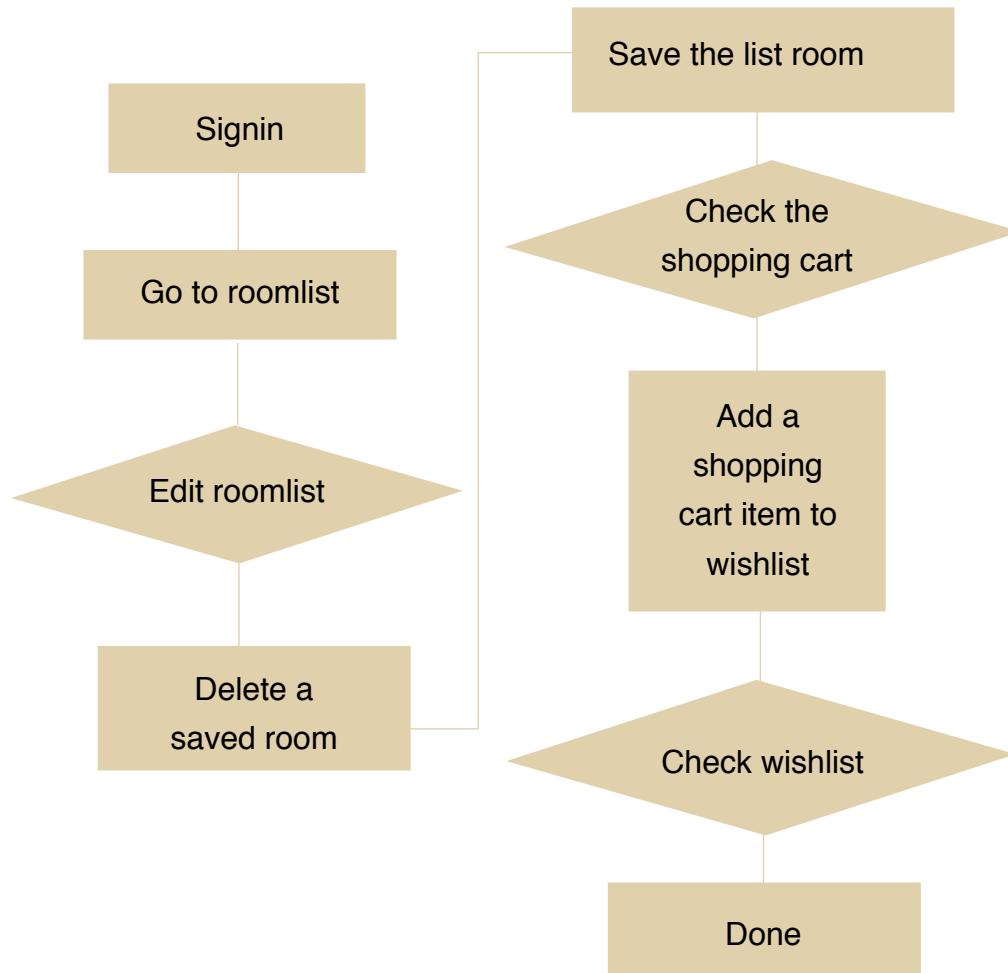 Signin
Go to roomlist
Edit roomlist
Delete a
saved room
Save the list room
Check the
shopping cart
Add a
shopping
cart item to
wishlist
Check wishlist
Done